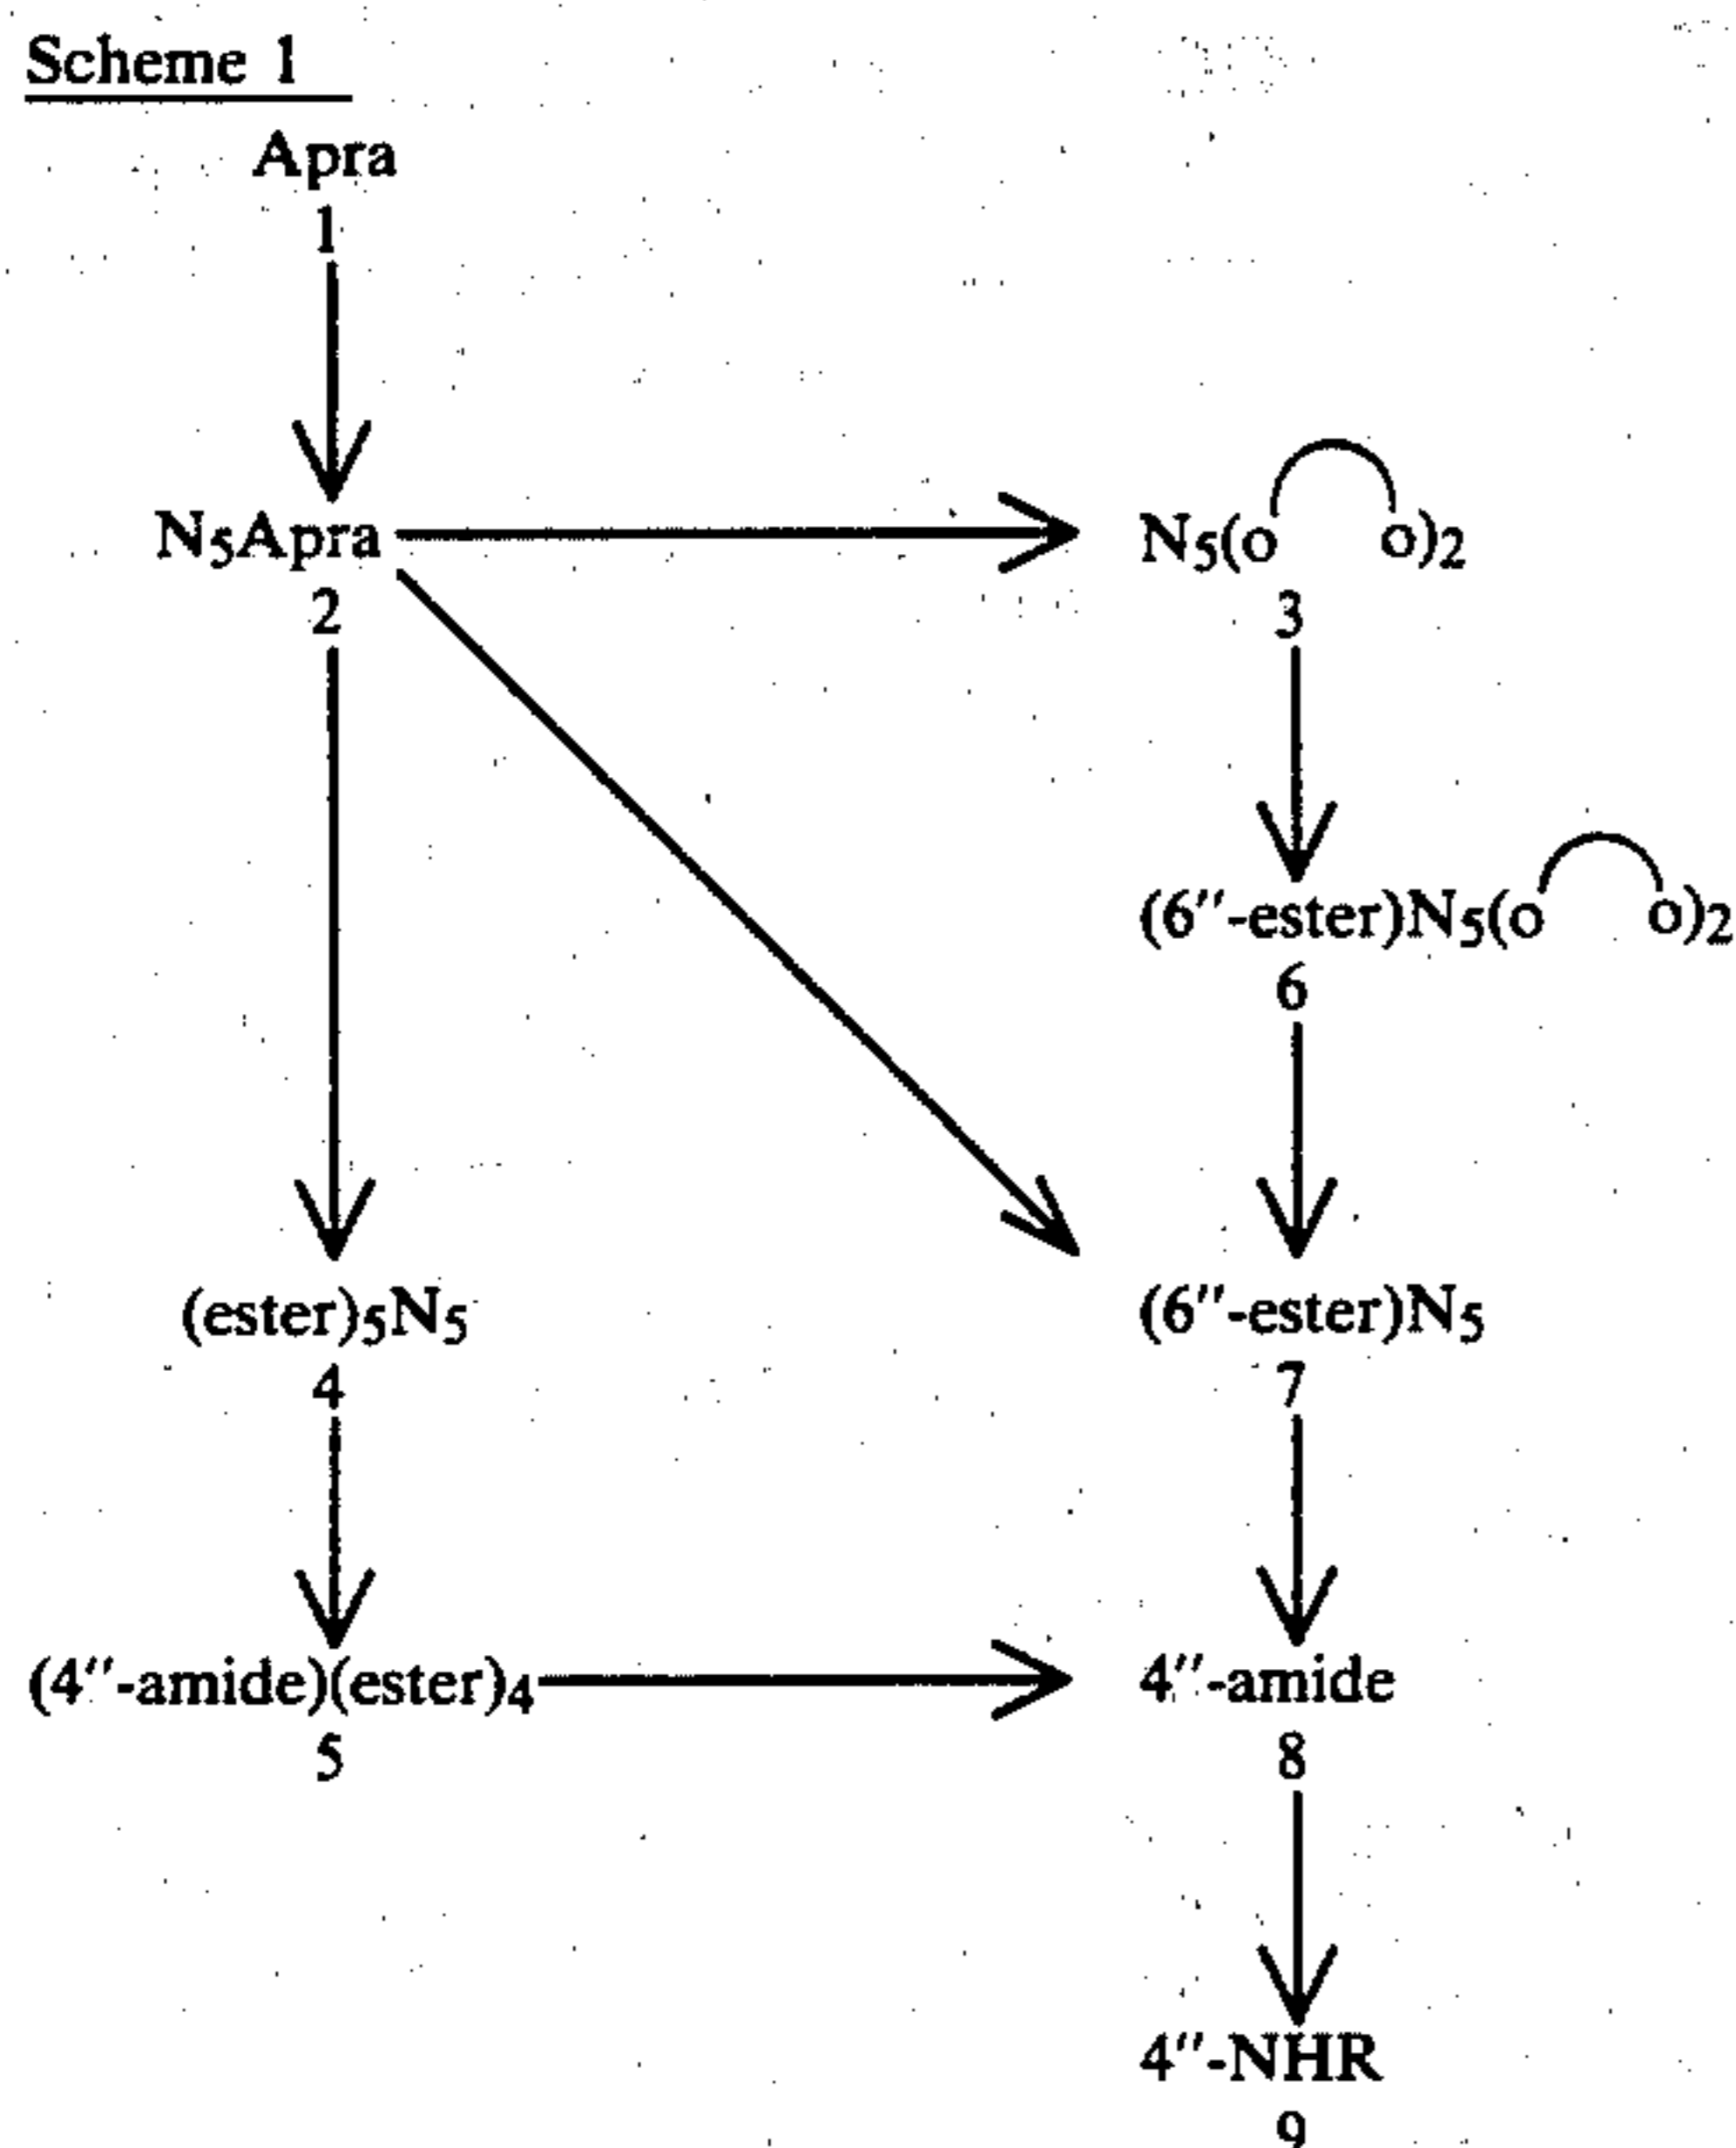 Scheme 1
Apra
1
N5Apra
2
N5(o o)2
3
(6″-ester)N5(o o)2
6
(ester)5N5
4
(6″-ester)N5
7
(4″-amide)(ester)4
5
4″-amide
8
4″-NHR
9